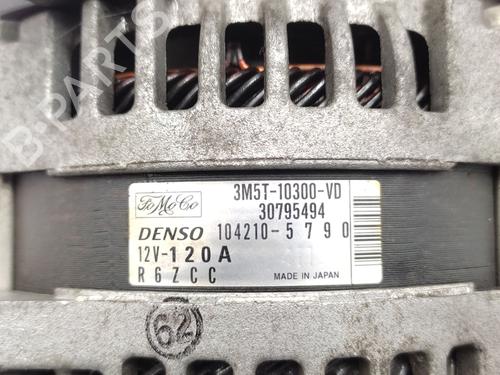 FoMoCo
3M5T-10300-VD
30795494
DENSO 104210-5790
12V-120A
R6ZCC
MADE IN JAPAN
62
B-PARTS